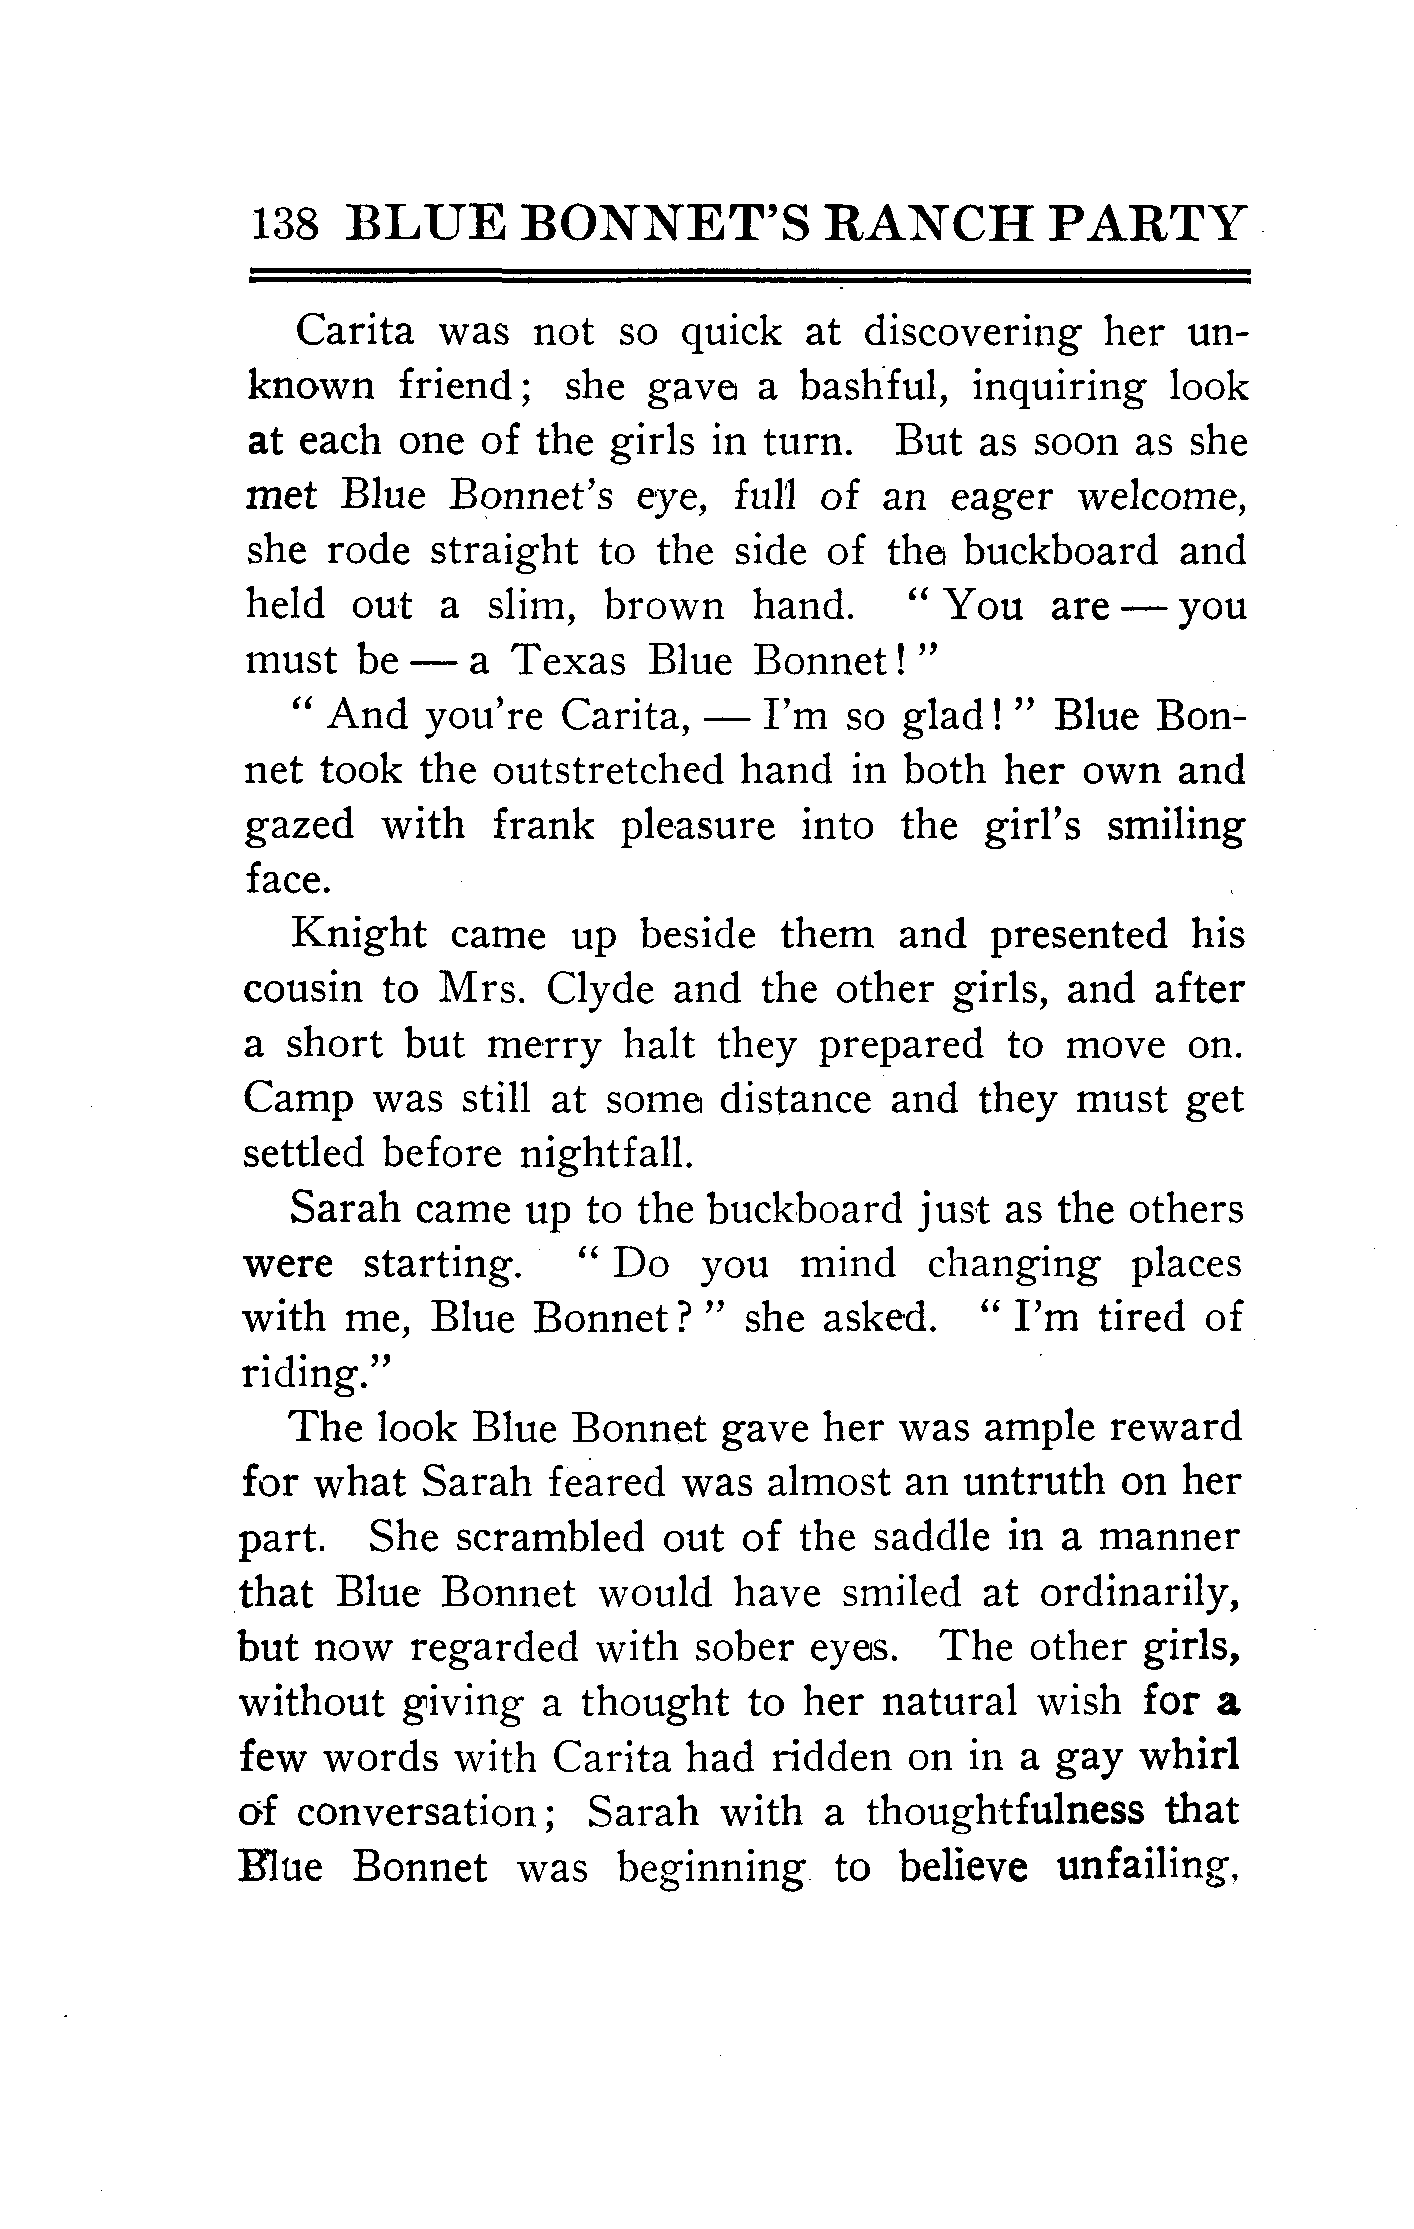 138 BLUE BONNET'S RANCH PARTY
Carita was not so quick at discovering her un-
known friend; she gave a bashful, inquiring look
at each one of the girls in turn. But as soon as she
met Blue Bonnet's eye, full of an eager welcome,
she rode straight to the side of the buckboard and
held out a slim, brown hand. " You are — you
must be — a Texas Blue Bonnet! "
" And you're Carita, — I'm so glad! " Blue Bon-
net took the outstretched hand in both her own and
gazed with frank pleasure into the girl's smiling
face.
Knight came up beside them and presented his
cousin to Mrs. Clyde and the other girls, and after
a short but merry halt they prepared to move on.
Camp was still at some distance and they must get
settled before nightfall.
Sarah came up to the buckboard just as the others
were starting. " Do you mind changing places
with me, Blue Bonnet? " she asked. " I'm tired of
riding."
The look Blue Bonnet gave her was ample reward
for what Sarah feared was almost an untruth on her
part. She scrambled out of the saddle in a manner
that Blue Bonnet would have smiled at ordinarily,
but now regarded with sober eyes. The other girls,
without giving a thought to her natural wish for a
few words with Carita had ridden on in a gay whirl
of conversation; Sarah with a thoughtfulness that
Blue Bonnet was beginning to believe unfailing,